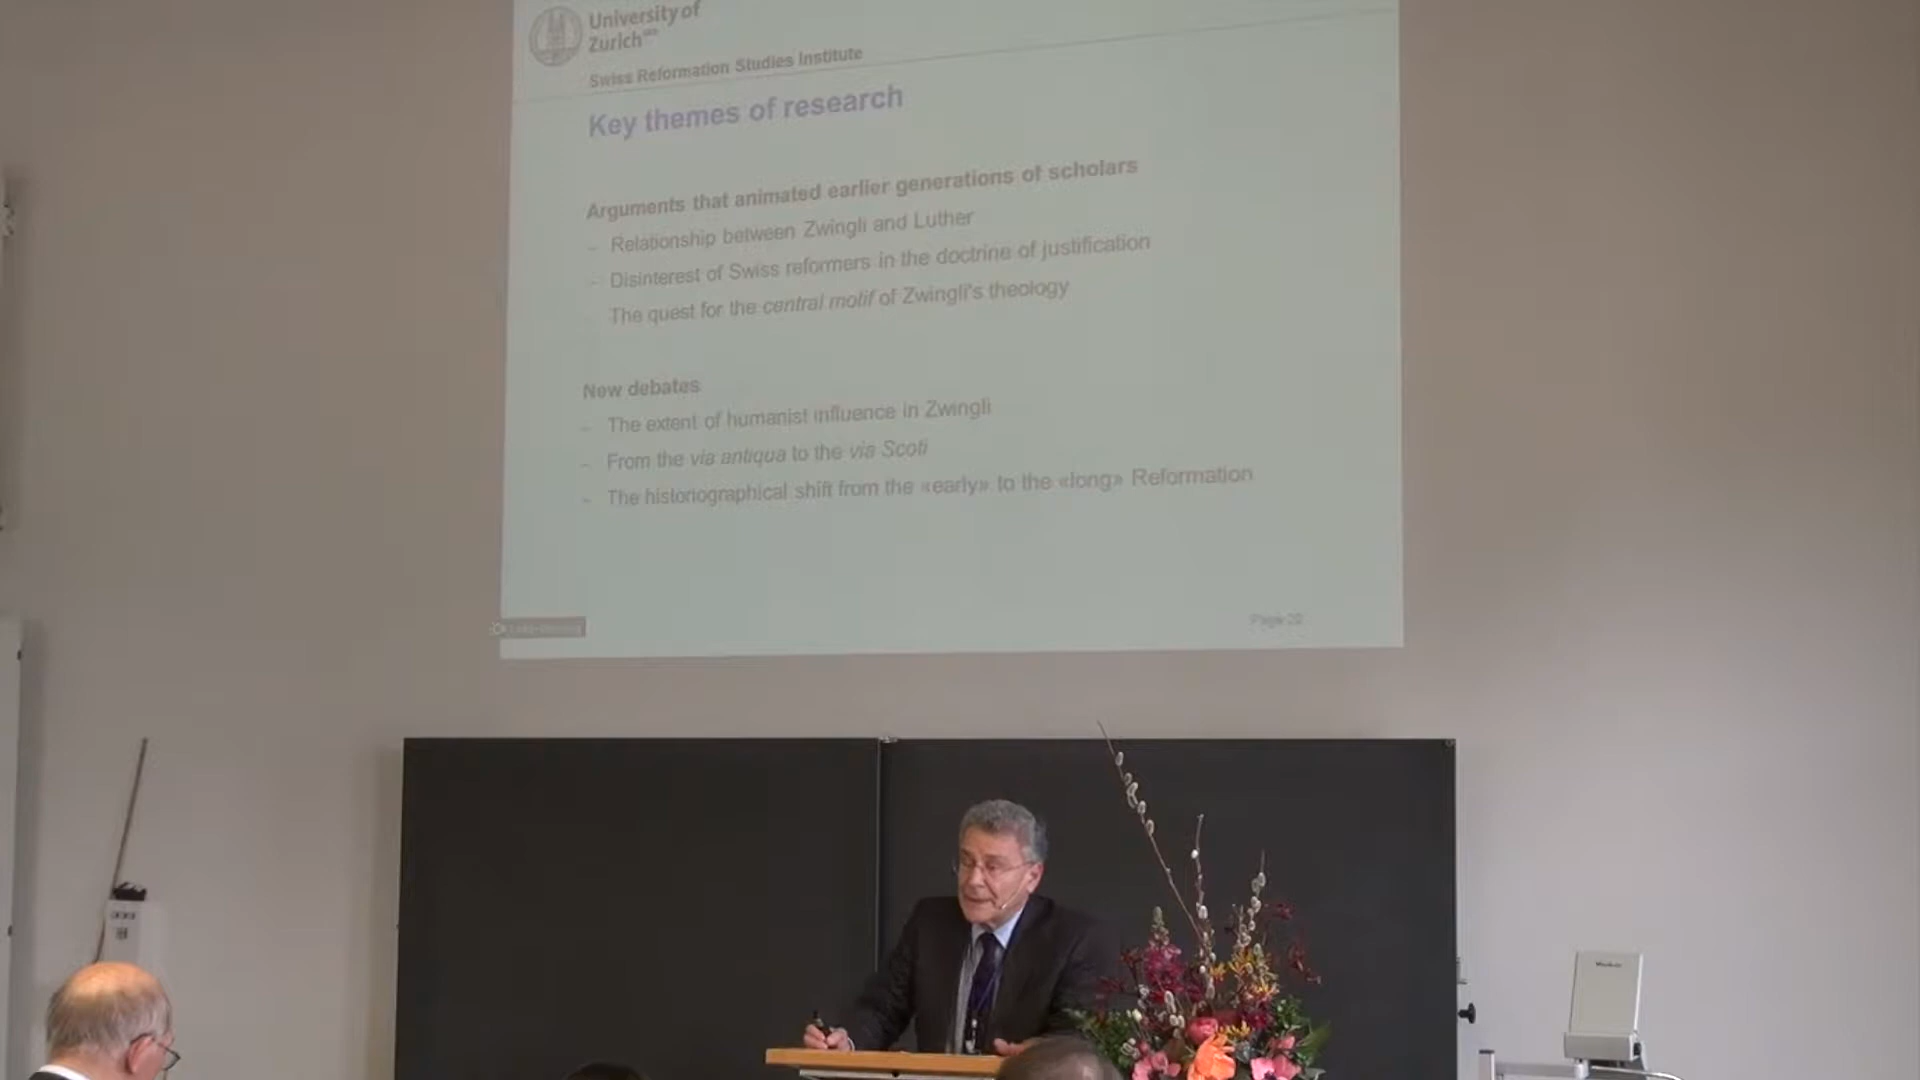 University of
Zurich
Swiss Reformation Studies Institute
Key themes of research
Arguments that animated earlier generations of scholars
– Relationship between Zwingli and Luther
– Disinterest of Swiss reformers in the doctrine of justification
The quest for the central motif of Zwingli's theology
New debates
– The extent of humanist influence in Zwingli
– From the via antiqua to the via Scoti
– The historiographical shift from the «early» to the «long» Reformation
Page 20